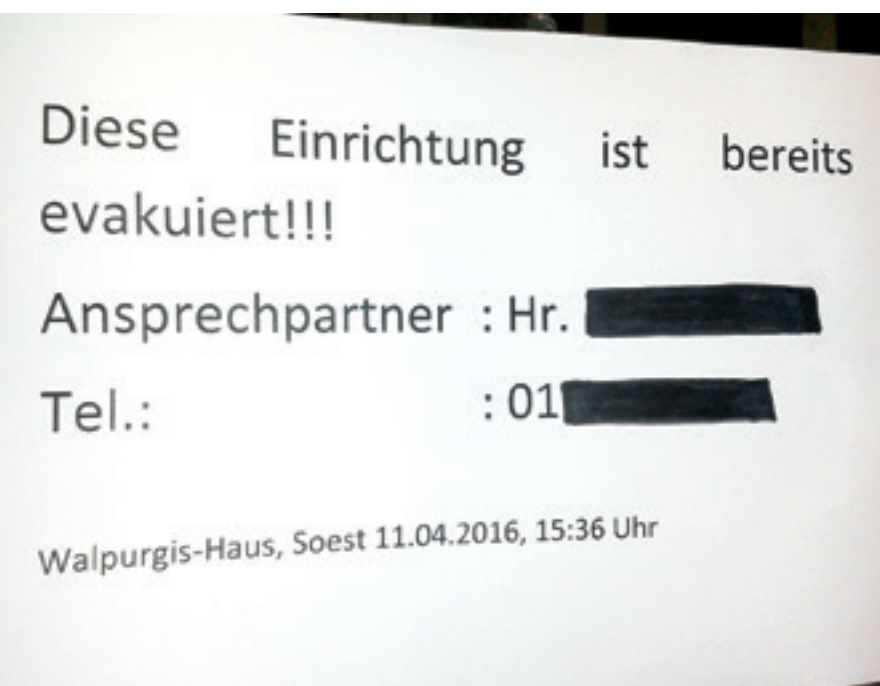 Diese Einrichtung ist bereits
evakuiert!!!
Ansprechpartner : Hr.
Tel.: : 01
Walpurgis-Haus, Soest 11.04.2016, 15:36 Uhr